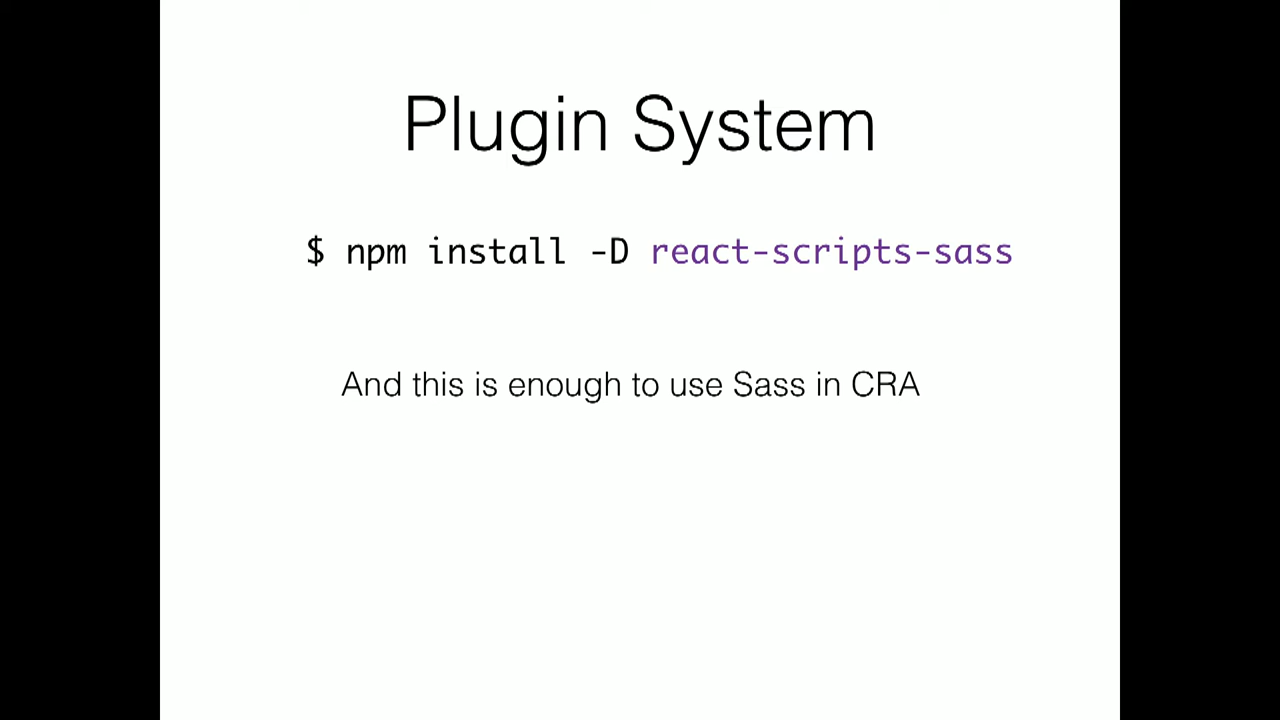 Plugin System
$ npm install -D react-scripts-sass
And this is enough to use Sass in CRA